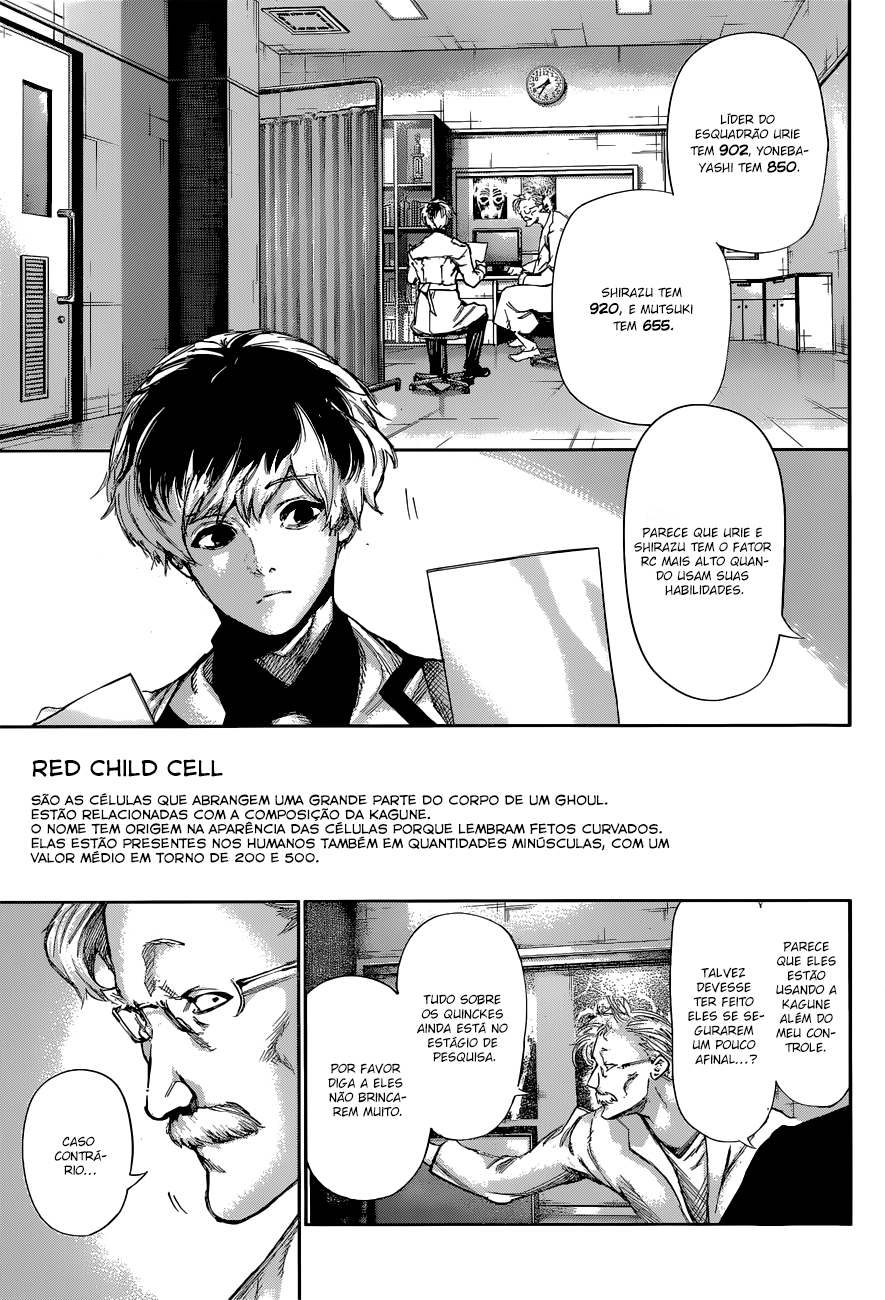 LÍDER DO
ESQUADRÃO URIE
TEM 902, YONEBA-
YASHI TEM 850.
SHIRAZU TEM
920, E MUTSUKI
TEM 655.
PARECE QUE URIE E
SHIRAZU TEM O FATOR
RC MAIS ALTO QUAN-
DO USAM SUAS
HABILIDADES.
RED CHILD CELL
SÃO AS CÉLULAS QUE ABRANGEM UMA GRANDE PARTE DO CORPO DE UM GHOUL.
ESTÃO RELACIONADAS COM A COMPOSIÇÃO DA KAGUNE.
O NOME TEM ORIGEM NA APARÊNCIA DAS CÉLULAS PORQUE LEMBRAM FETOS CURVADOS.
ELAS ESTÃO PRESENTES NOS HUMANOS TAMBÉM EM QUANTIDADES MINÚSCULAS, COM UM
VALOR MÉDIO EM TORNO DE 200 E 500.
PARECE
QUE ELES
ESTÃO
USANDO A
KAGUNE
ALÉM DO
MEU CON-
TROLE.
TALVEZ
DEVESSE
TER FEITO
ELES SE SE-
GURAREM
UM POUCO
AFINAL...?
TUDO SOBRE
OS QUINCKES
AINDA ESTÁ NO
ESTÁGIO DE
PESQUISA.
POR FAVOR
DIGA A ELES
NÃO BRINCA-
REM MUITO.
CASO
CONTRÁ-
RIO...